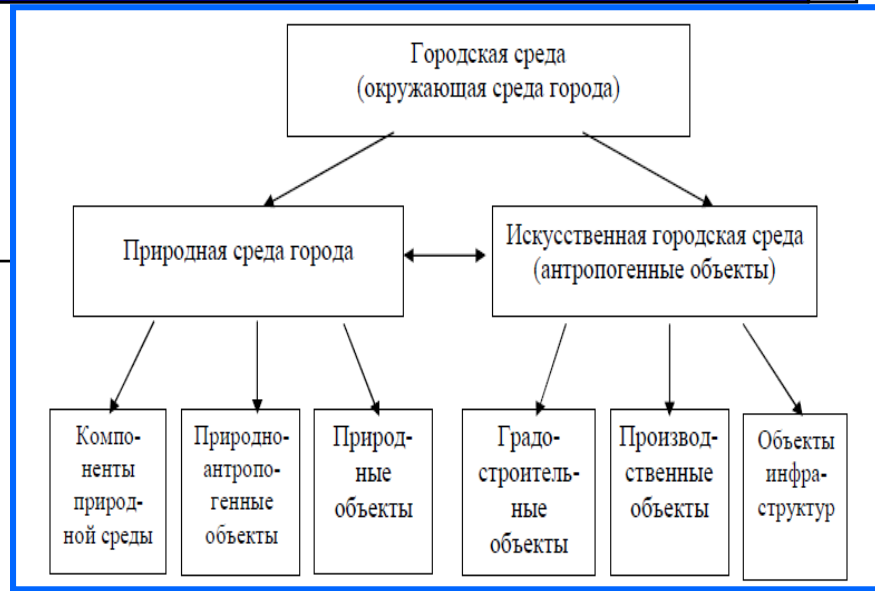 Городская среда
(окружающая среда города)
Природная среда города
Искусственная городская среда
(антропогенные объекты)
Компо-
ненты
природ-
ной среды
Природно-
антропо-
генные
объекты
Природ-
ные
объекты
Градо-
строитель-
ные
объекты
Производ-
ственные
объекты
Объекты
инфра-
структур